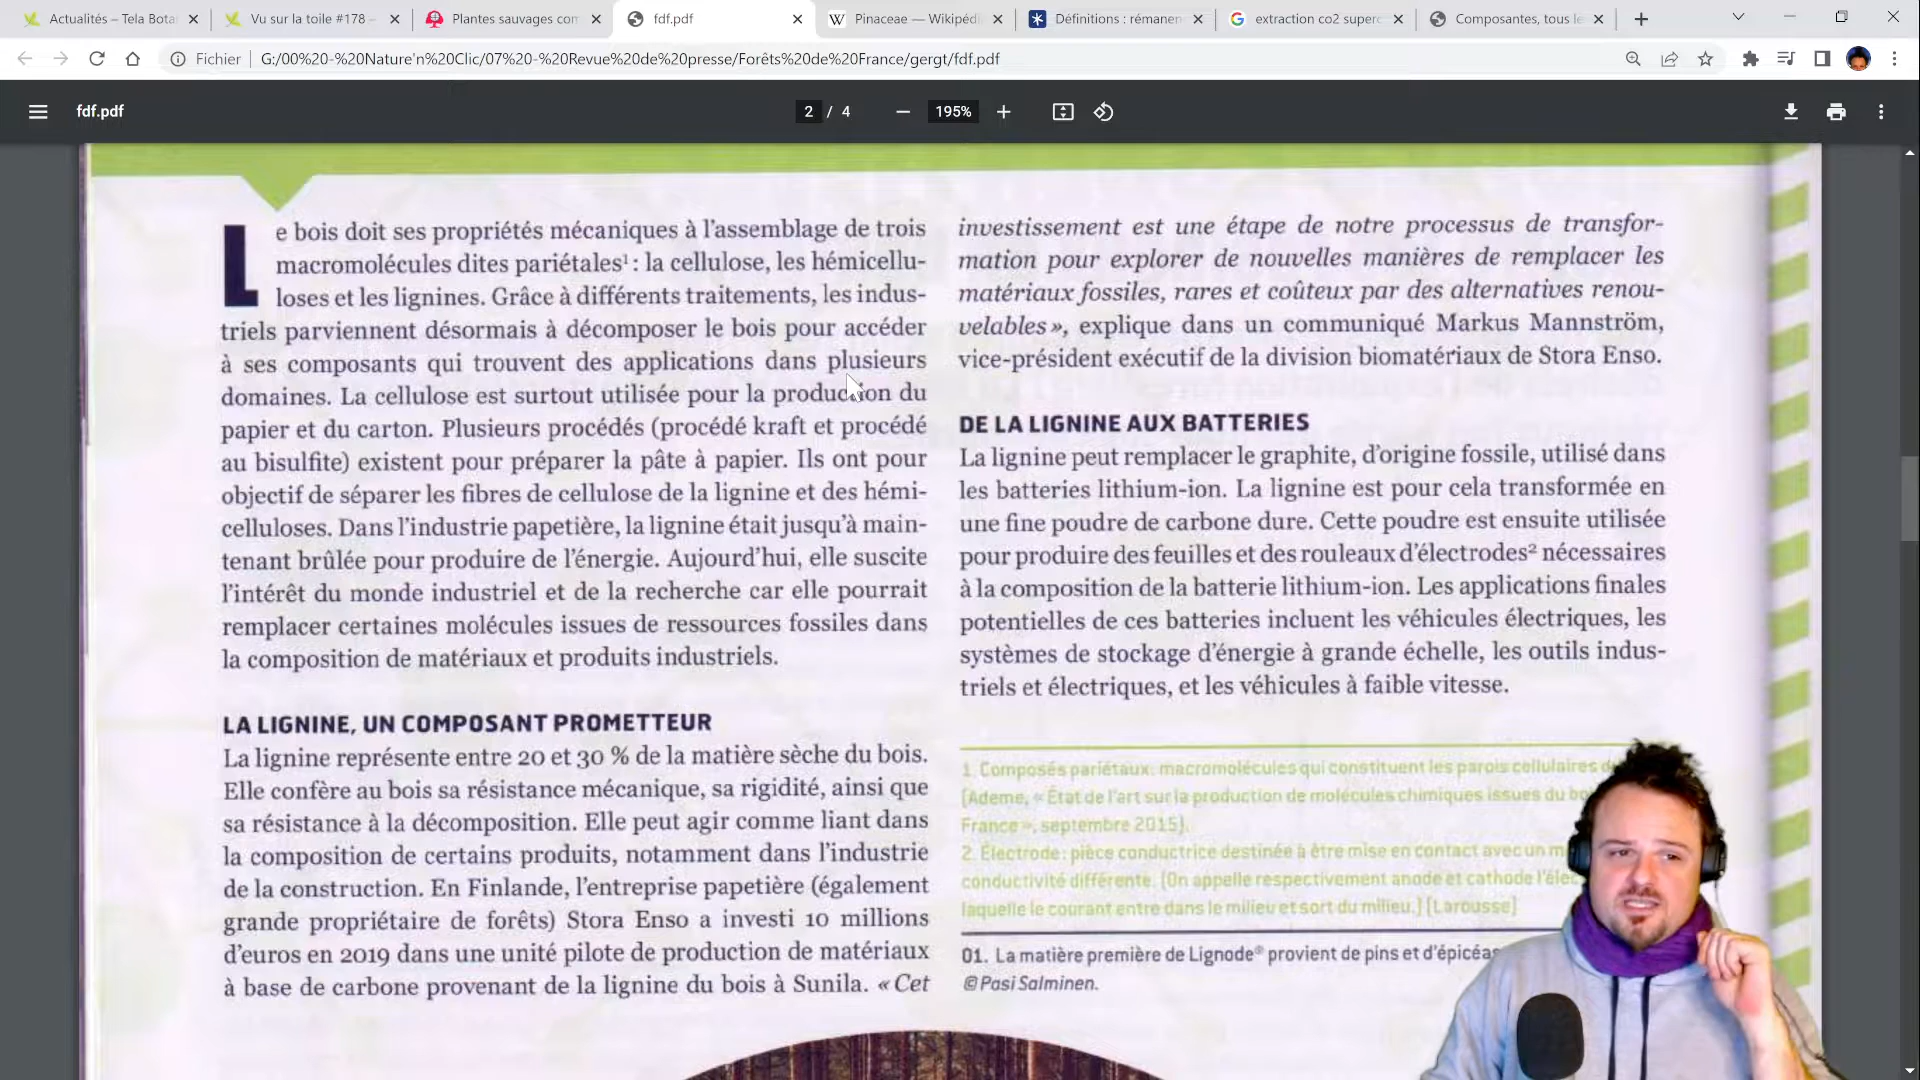 Actualités – Tela Bota
Vu sur la toile #178 –
Plantes sauvages com
fdf.pdf
Pinaceae — Wikipéd
Définitions : rémanen
extraction co2 superc
Composantes, tous le
Fichier
G:/00%20-%20Nature'n%20Clic/07%20-%20Revue%20de%20presse/Forêts%20de%20France/gergt/fdf.pdf
fdf.pdf
2 / 4
195%
Le bois doit ses propriétés mécaniques à l'assemblage de trois
macromolécules dites pariétales¹ : la cellulose, les hémicellu-
loses et les lignines. Grâce à différents traitements, les indus-
triels parviennent désormais à décomposer le bois pour accéder
à ses composants qui trouvent des applications dans plusieurs
domaines. La cellulose est surtout utilisée pour la production du
papier et du carton. Plusieurs procédés (procédé kraft et procédé
au bisulfite) existent pour préparer la pâte à papier. Ils ont pour
objectif de séparer les fibres de cellulose de la lignine et des hémi-
celluloses. Dans l'industrie papetière, la lignine était jusqu'à main-
tenant brûlée pour produire de l'énergie. Aujourd'hui, elle suscite
l'intérêt du monde industriel et de la recherche car elle pourrait
remplacer certaines molécules issues de ressources fossiles dans
la composition de matériaux et produits industriels.
LA LIGNINE, UN COMPOSANT PROMETTEUR
La lignine représente entre 20 et 30 % de la matière sèche du bois.
Elle confère au bois sa résistance mécanique, sa rigidité, ainsi que
sa résistance à la décomposition. Elle peut agir comme liant dans
la composition de certains produits, notamment dans l'industrie
de la construction. En Finlande, l'entreprise papetière (également
grande propriétaire de forêts) Stora Enso a investi 10 millions
d'euros en 2019 dans une unité pilote de production de matériaux
à base de carbone provenant de la lignine du bois à Sunila. « Cet
investissement est une étape de notre processus de transfor-
mation pour explorer de nouvelles manières de remplacer les
matériaux fossiles, rares et coûteux par des alternatives renou-
velables », explique dans un communiqué Markus Mannström,
vice-président exécutif de la division biomatériaux de Stora Enso.
DE LA LIGNINE AUX BATTERIES
La lignine peut remplacer le graphite, d'origine fossile, utilisé dans
les batteries lithium-ion. La lignine est pour cela transformée en
une fine poudre de carbone dure. Cette poudre est ensuite utilisée
pour produire des feuilles et des rouleaux d'électrodes² nécessaires
à la composition de la batterie lithium-ion. Les applications finales
potentielles de ces batteries incluent les véhicules électriques, les
systèmes de stockage d'énergie à grande échelle, les outils indus-
triels et électriques, et les véhicules à faible vitesse.
1. Composés pariétaux : macromolécules qui constituent les parois cellulaires
(Ademe, « État de l'art sur la production de molécules chimiques issues du
France », septembre 2015).
2. Électrode : pièce conductrice destinée à être mise en contact avec un
conductivité différente. (On appelle respectivement anode et cathode
laquelle le courant entre dans le milieu et sort du milieu.) (Larousse)
01. La matière première de Lignode® provient de pins et d'épicéas
©Pasi Salminen.